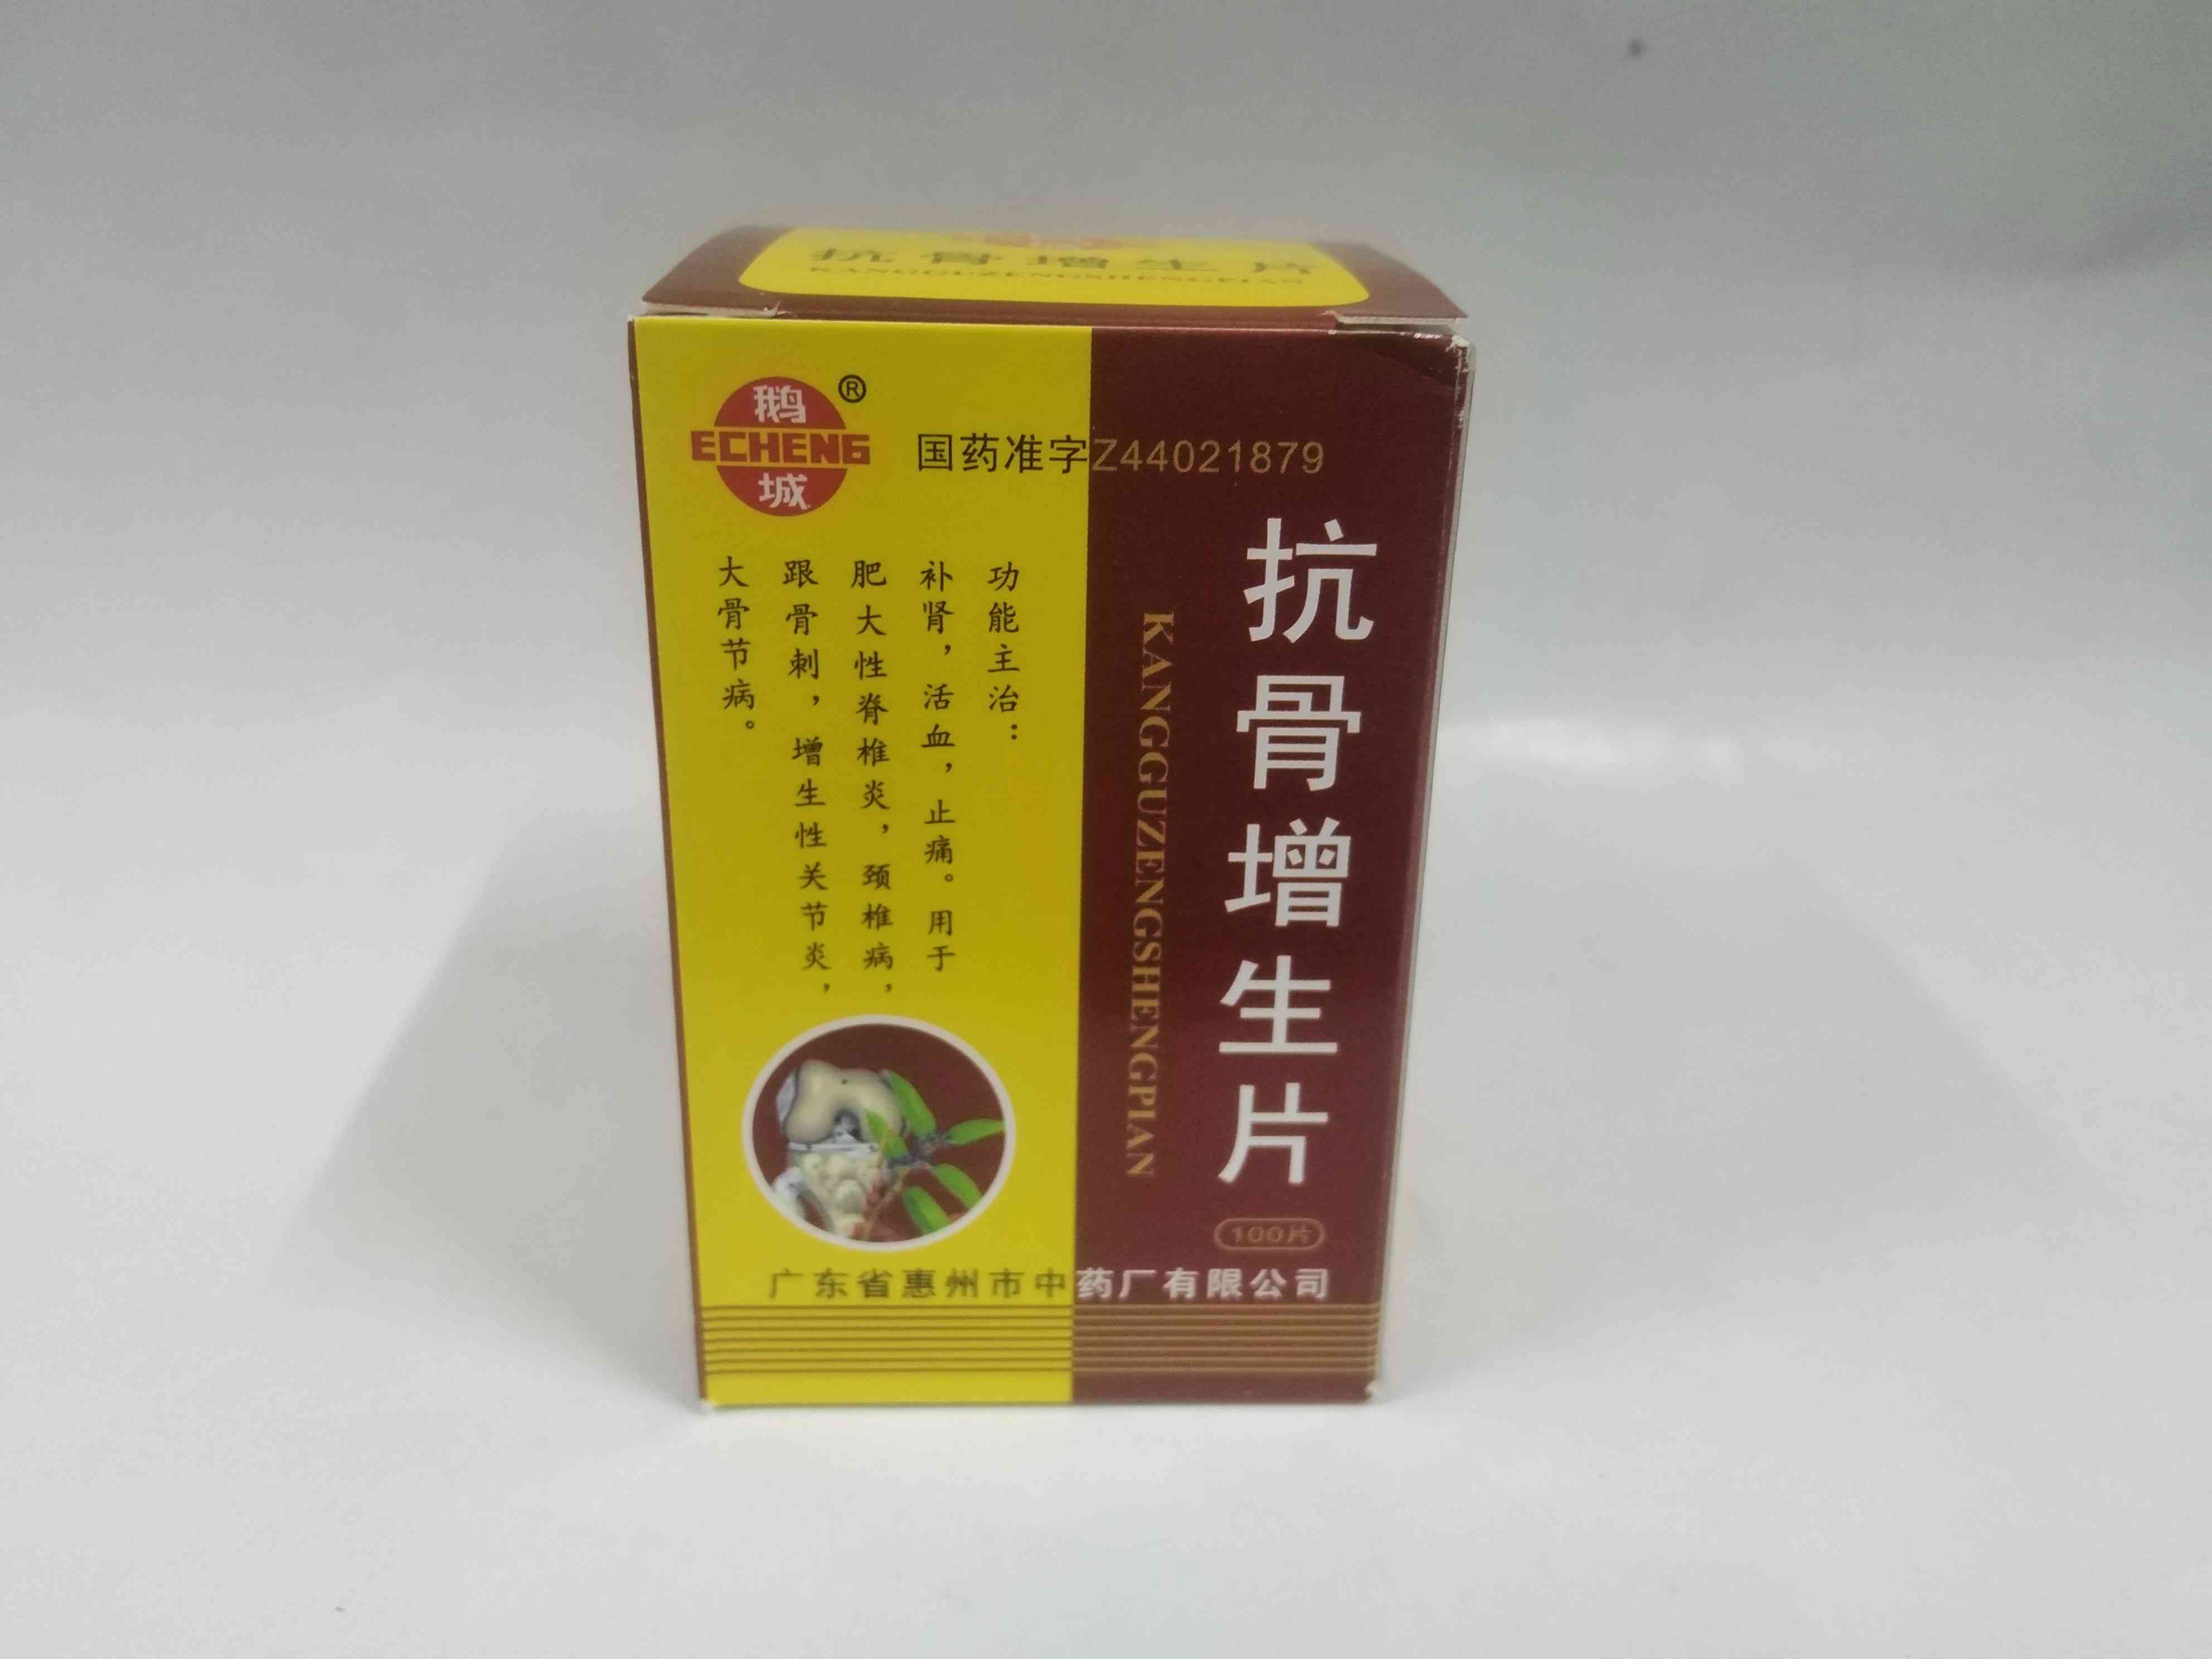 抗骨增生片
KANGGUZENGSHENGPIAN
鹅
ECHENG
城
®
国药准字Z44021879
抗骨增生片
KANGGUZENGSHENGPIAN
功能主治：
补肾，活血，止痛。用于
肥大性脊椎炎，颈椎病，
跟骨刺，增生性关节炎，
大骨节病。
100片
广东省惠州市中药厂有限公司